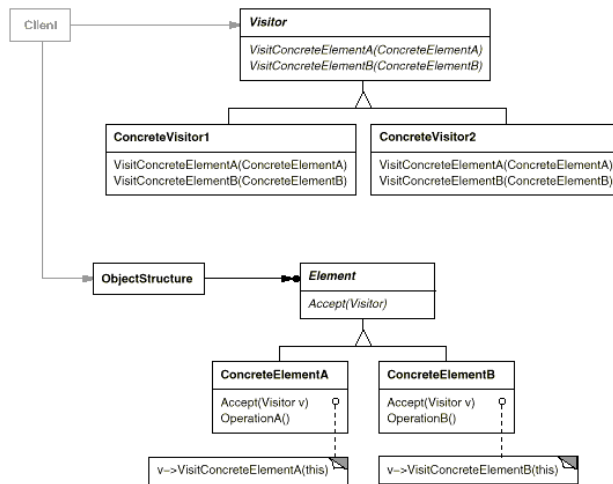 Client
Visitor
VisitConcreteElementA(ConcreteElementA)
VisitConcreteElementB(ConcreteElementB)
ConcreteVisitor1
VisitConcreteElementA(ConcreteElementA)
VisitConcreteElementB(ConcreteElementB)
ConcreteVisitor2
VisitConcreteElementA(ConcreteElementA)
VisitConcreteElementB(ConcreteElementB)
ObjectStructure
Element
Accept(Visitor)
ConcreteElementA
Accept(Visitor v)
OperationA()
ConcreteElementB
Accept(Visitor v)
OperationB()
v->VisitConcreteElementA(this)
v->VisitConcreteElementB(this)